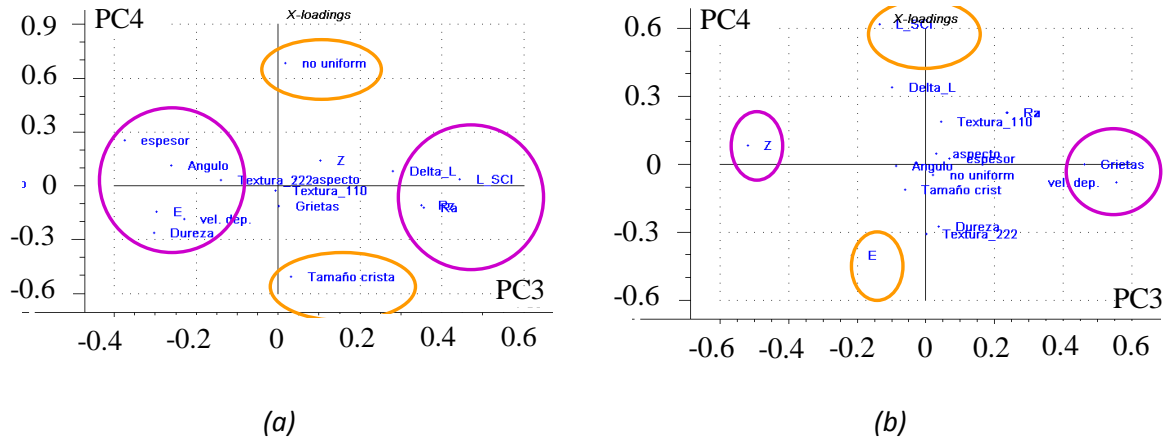 PC4
X-loadings
0.9
0.6
0.3
0
-0.3
-0.6
no uniform
espesor
Angulo
Z
Delta_L
Textura_222
aspecto
L_SCI
Textura_110
E
Grietas
Rz
Ra
vel. dep.
Dureza
Tamaño crista
PC3
-0.4
-0.2
0
0.2
0.4
0.6
(a)
PC4
X-loadings
0.6
0.3
0
-0.3
-0.6
L_SCI
Delta_L
Textura_110
Z
aspecto
espesor
Angulo
Grietas
no uniform
vel. dep.
Tamaño crist
Dureza
Textura_222
E
PC3
-0.6
-0.4
-0.2
0
0.2
0.4
0.6
(b)